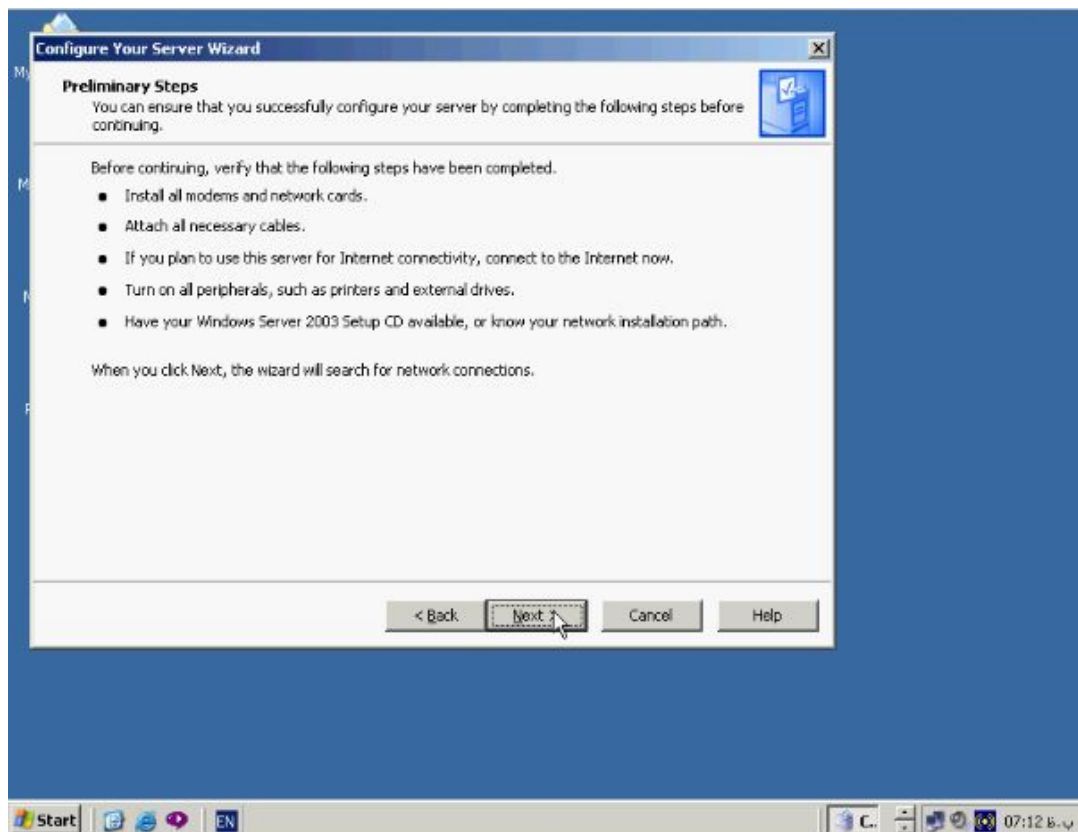 Configure Your Server Wizard
Preliminary Steps
You can ensure that you successfully configure your server by completing the following steps before
continuing.
Before continuing, verify that the following steps have been completed.
Install all modems and network cards.
Attach all necessary cables.
If you plan to use this server for Internet connectivity, connect to the Internet now.
Turn on all peripherals, such as printers and external drives.
Have your Windows Server 2003 Setup CD available, or know your network installation path.
When you click Next, the wizard will search for network connections.
< Back Next Cancel Help
Start EN C.. 07:12